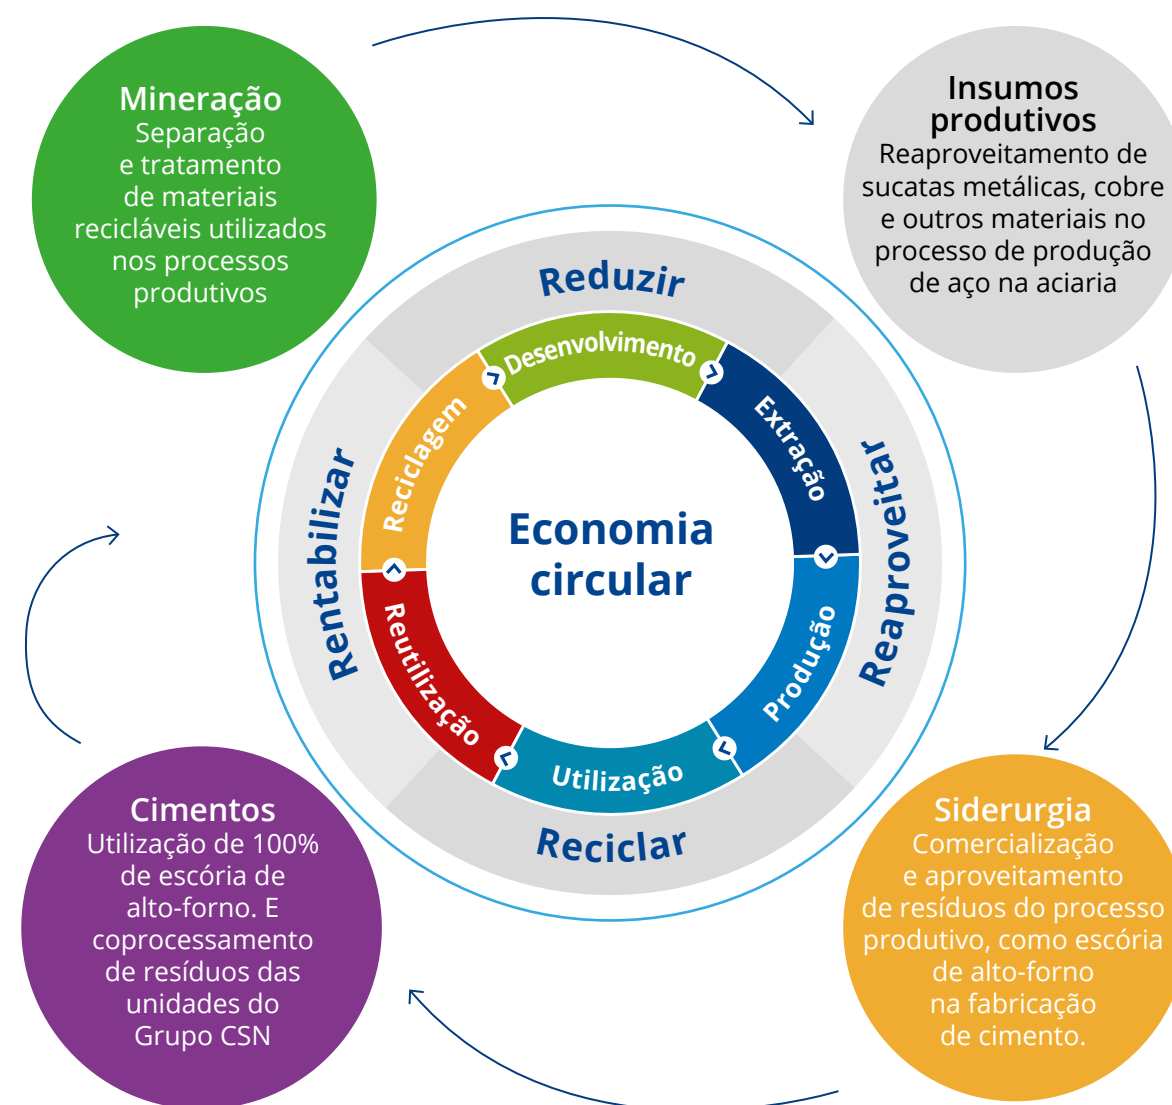 Mineração
Separação
e tratamento
de materiais
recicláveis utilizados
nos processos
produtivos
Insumos
produtivos
Reaproveitamento de
sucatas metálicas, cobre
e outros materiais no
processo de produção
de aço na aciaria
Reduzir
Reaproveitar
Reciclar
Rentabilizar
Desenvolvimento
Extração
Produção
Utilização
Reutilização
Reciclagem
Economia
circular
Cimentos
Utilização de 100%
de escória de
alto-forno. E
coprocessamento
de resíduos das
unidades do
Grupo CSN
Siderurgia
Comercialização
e aproveitamento
de resíduos do processo
produtivo, como escória
de alto-forno
na fabricação
de cimento.